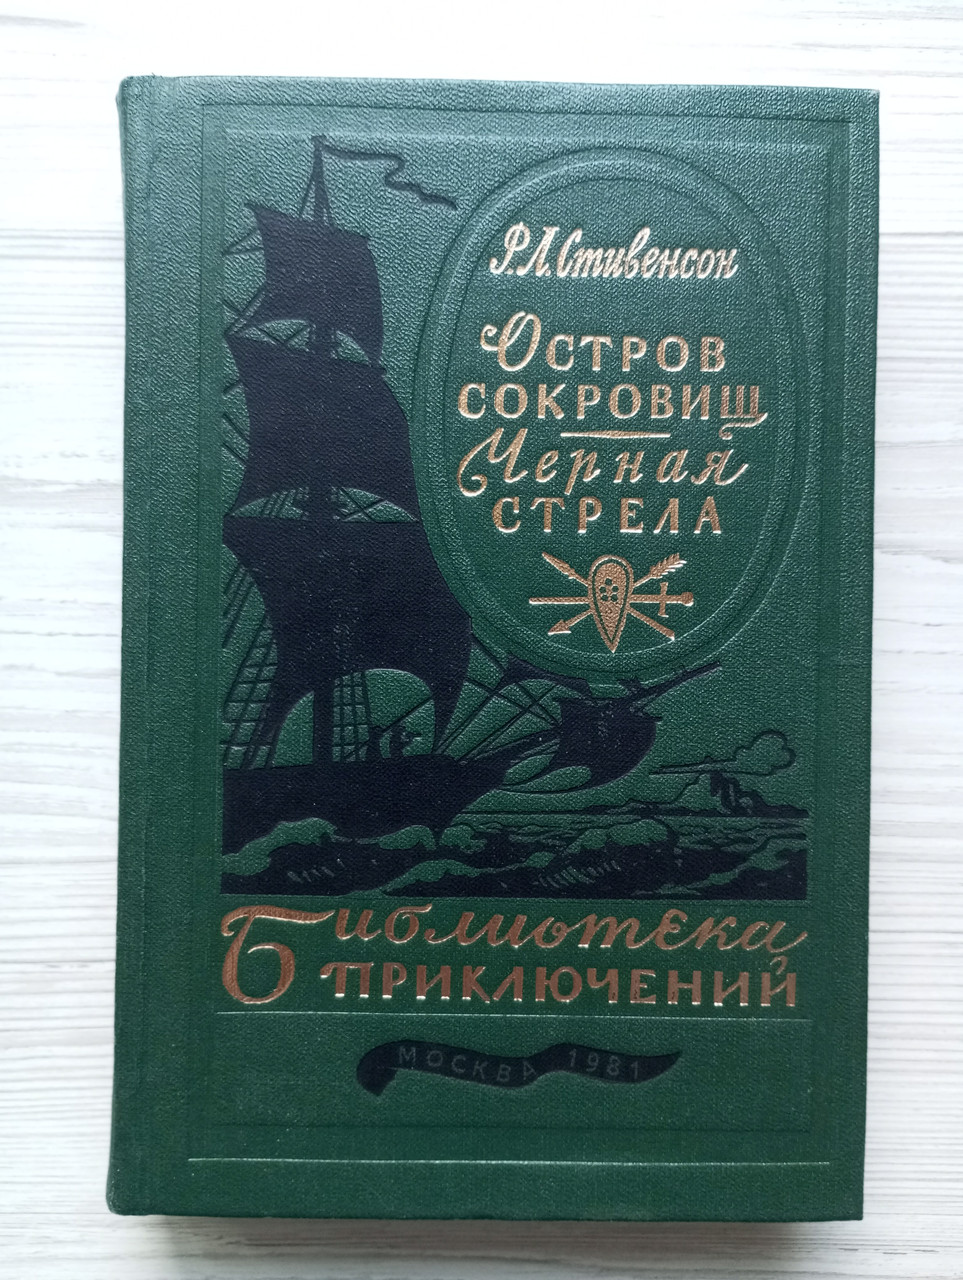 Р.Л.Стивенсон
Остров
сокровищ
Черная
стрела
Библиотека
приключений
Москва 1981